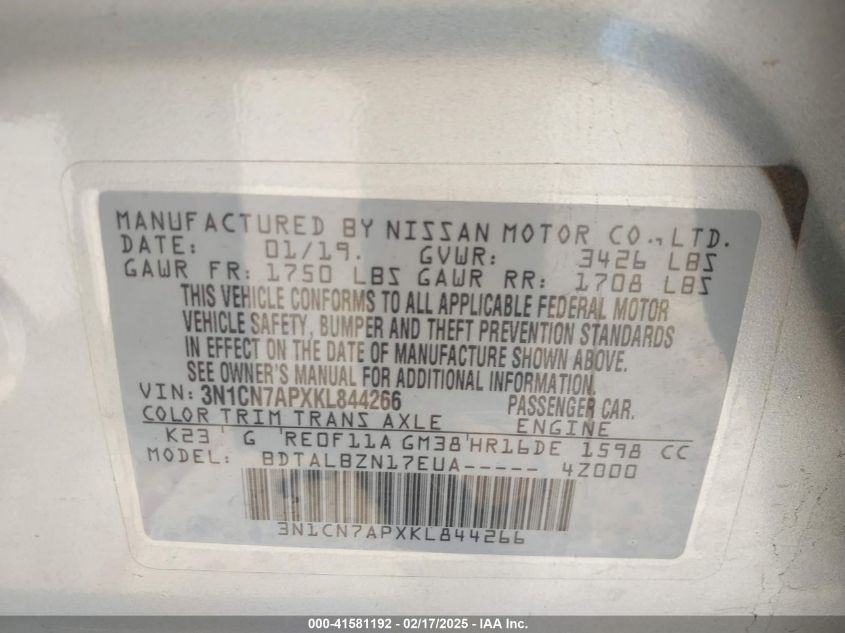 MANUFACTURED BY NISSAN MOTOR CO., LTD.
DATE: 01/19. GVWR: 3426 LBS
GAWR FR: 1750 LBS GAWR RR: 1708 LBS
THIS VEHICLE CONFORMS TO ALL APPLICABLE FEDERAL MOTOR
VEHICLE SAFETY, BUMPER AND THEFT PREVENTION STANDARDS
IN EFFECT ON THE DATE OF MANUFACTURE SHOWN ABOVE.
SEE OWNER'S MANUAL FOR ADDITIONAL INFORMATION.
VIN: 3N1CN7APXKL844266 PASSENGER CAR.
COLOR TRIM TRANS AXLE ENGINE
K23 ' G 'RE0F11A GM38'HR16DE 1598 CC
MODEL: BDTALBZN17EUA----- 4Z000
3N1CN7APXKL844266
000-41581192 - 02/17/2025 - IAA Inc.